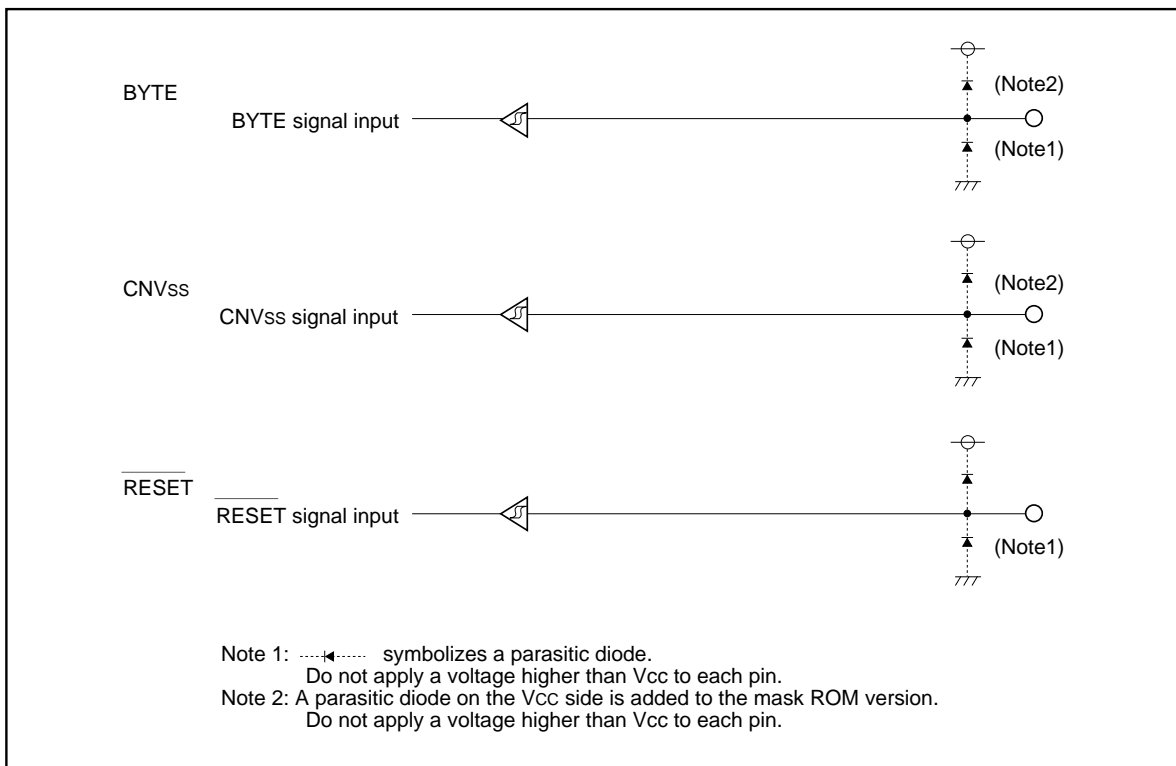 BYTE
BYTE signal input
(Note2)
(Note1)
CNVss
CNVss signal input
(Note2)
(Note1)
RESET
RESET signal input
(Note1)
Note 1: symbolizes a parasitic diode.
Do not apply a voltage higher than Vcc to each pin.
Note 2: A parasitic diode on the VCC side is added to the mask ROM version.
Do not apply a voltage higher than Vcc to each pin.